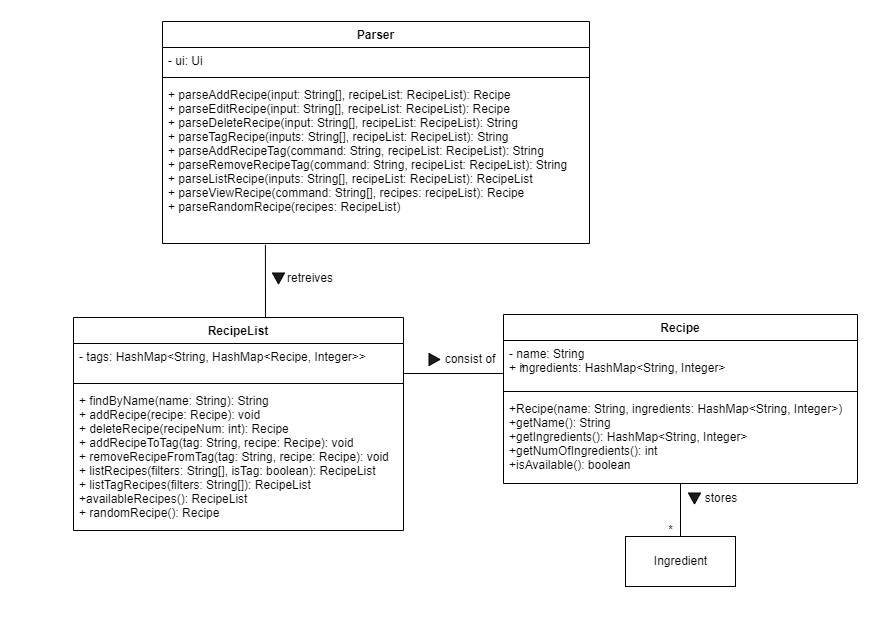 Parser
- ui: Ui
+ parseAddRecipe(input: String[], recipeList: RecipeList): Recipe
+ parseEditRecipe(input: String[], recipeList: RecipeList): Recipe
+ parseDeleteRecipe(input: String[], recipeList: RecipeList): String
+ parseTagRecipe(inputs: String[], recipeList: RecipeList): String
+ parseAddRecipeTag(command: String, recipeList: RecipeList): String
+ parseRemoveRecipeTag(command: String, recipeList: RecipeList): String
+ parseListRecipe(inputs: String[], recipeList: RecipeList): RecipeList
+ parseViewRecipe(command: String[], recipes: recipeList): Recipe
+ parseRandomRecipe(recipes: RecipeList)
retreives
RecipeList
- tags: HashMap<String, HashMap<Recipe, Integer>>
+ findByName(name: String): String
+ addRecipe(recipe: Recipe): void
+ deleteRecipe(recipeNum: int): Recipe
+ addRecipeToTag(tag: String, recipe: Recipe): void
+ removeRecipeFromTag(tag: String, recipe: Recipe): void
+ listRecipes(filters: String[], isTag: boolean): RecipeList
+ listTagRecipes(filters: String[]): RecipeList
+availableRecipes(): RecipeList
+ randomRecipe(): Recipe
consist of
Recipe
- name: String
+ ingredients: HashMap<String, Integer>
+Recipe(name: String, ingredients: HashMap<String, Integer>)
+getName(): String
+getIngredients(): HashMap<String, Integer>
+getNumOfIngredients(): int
+isAvailable(): boolean
stores
*
Ingredient